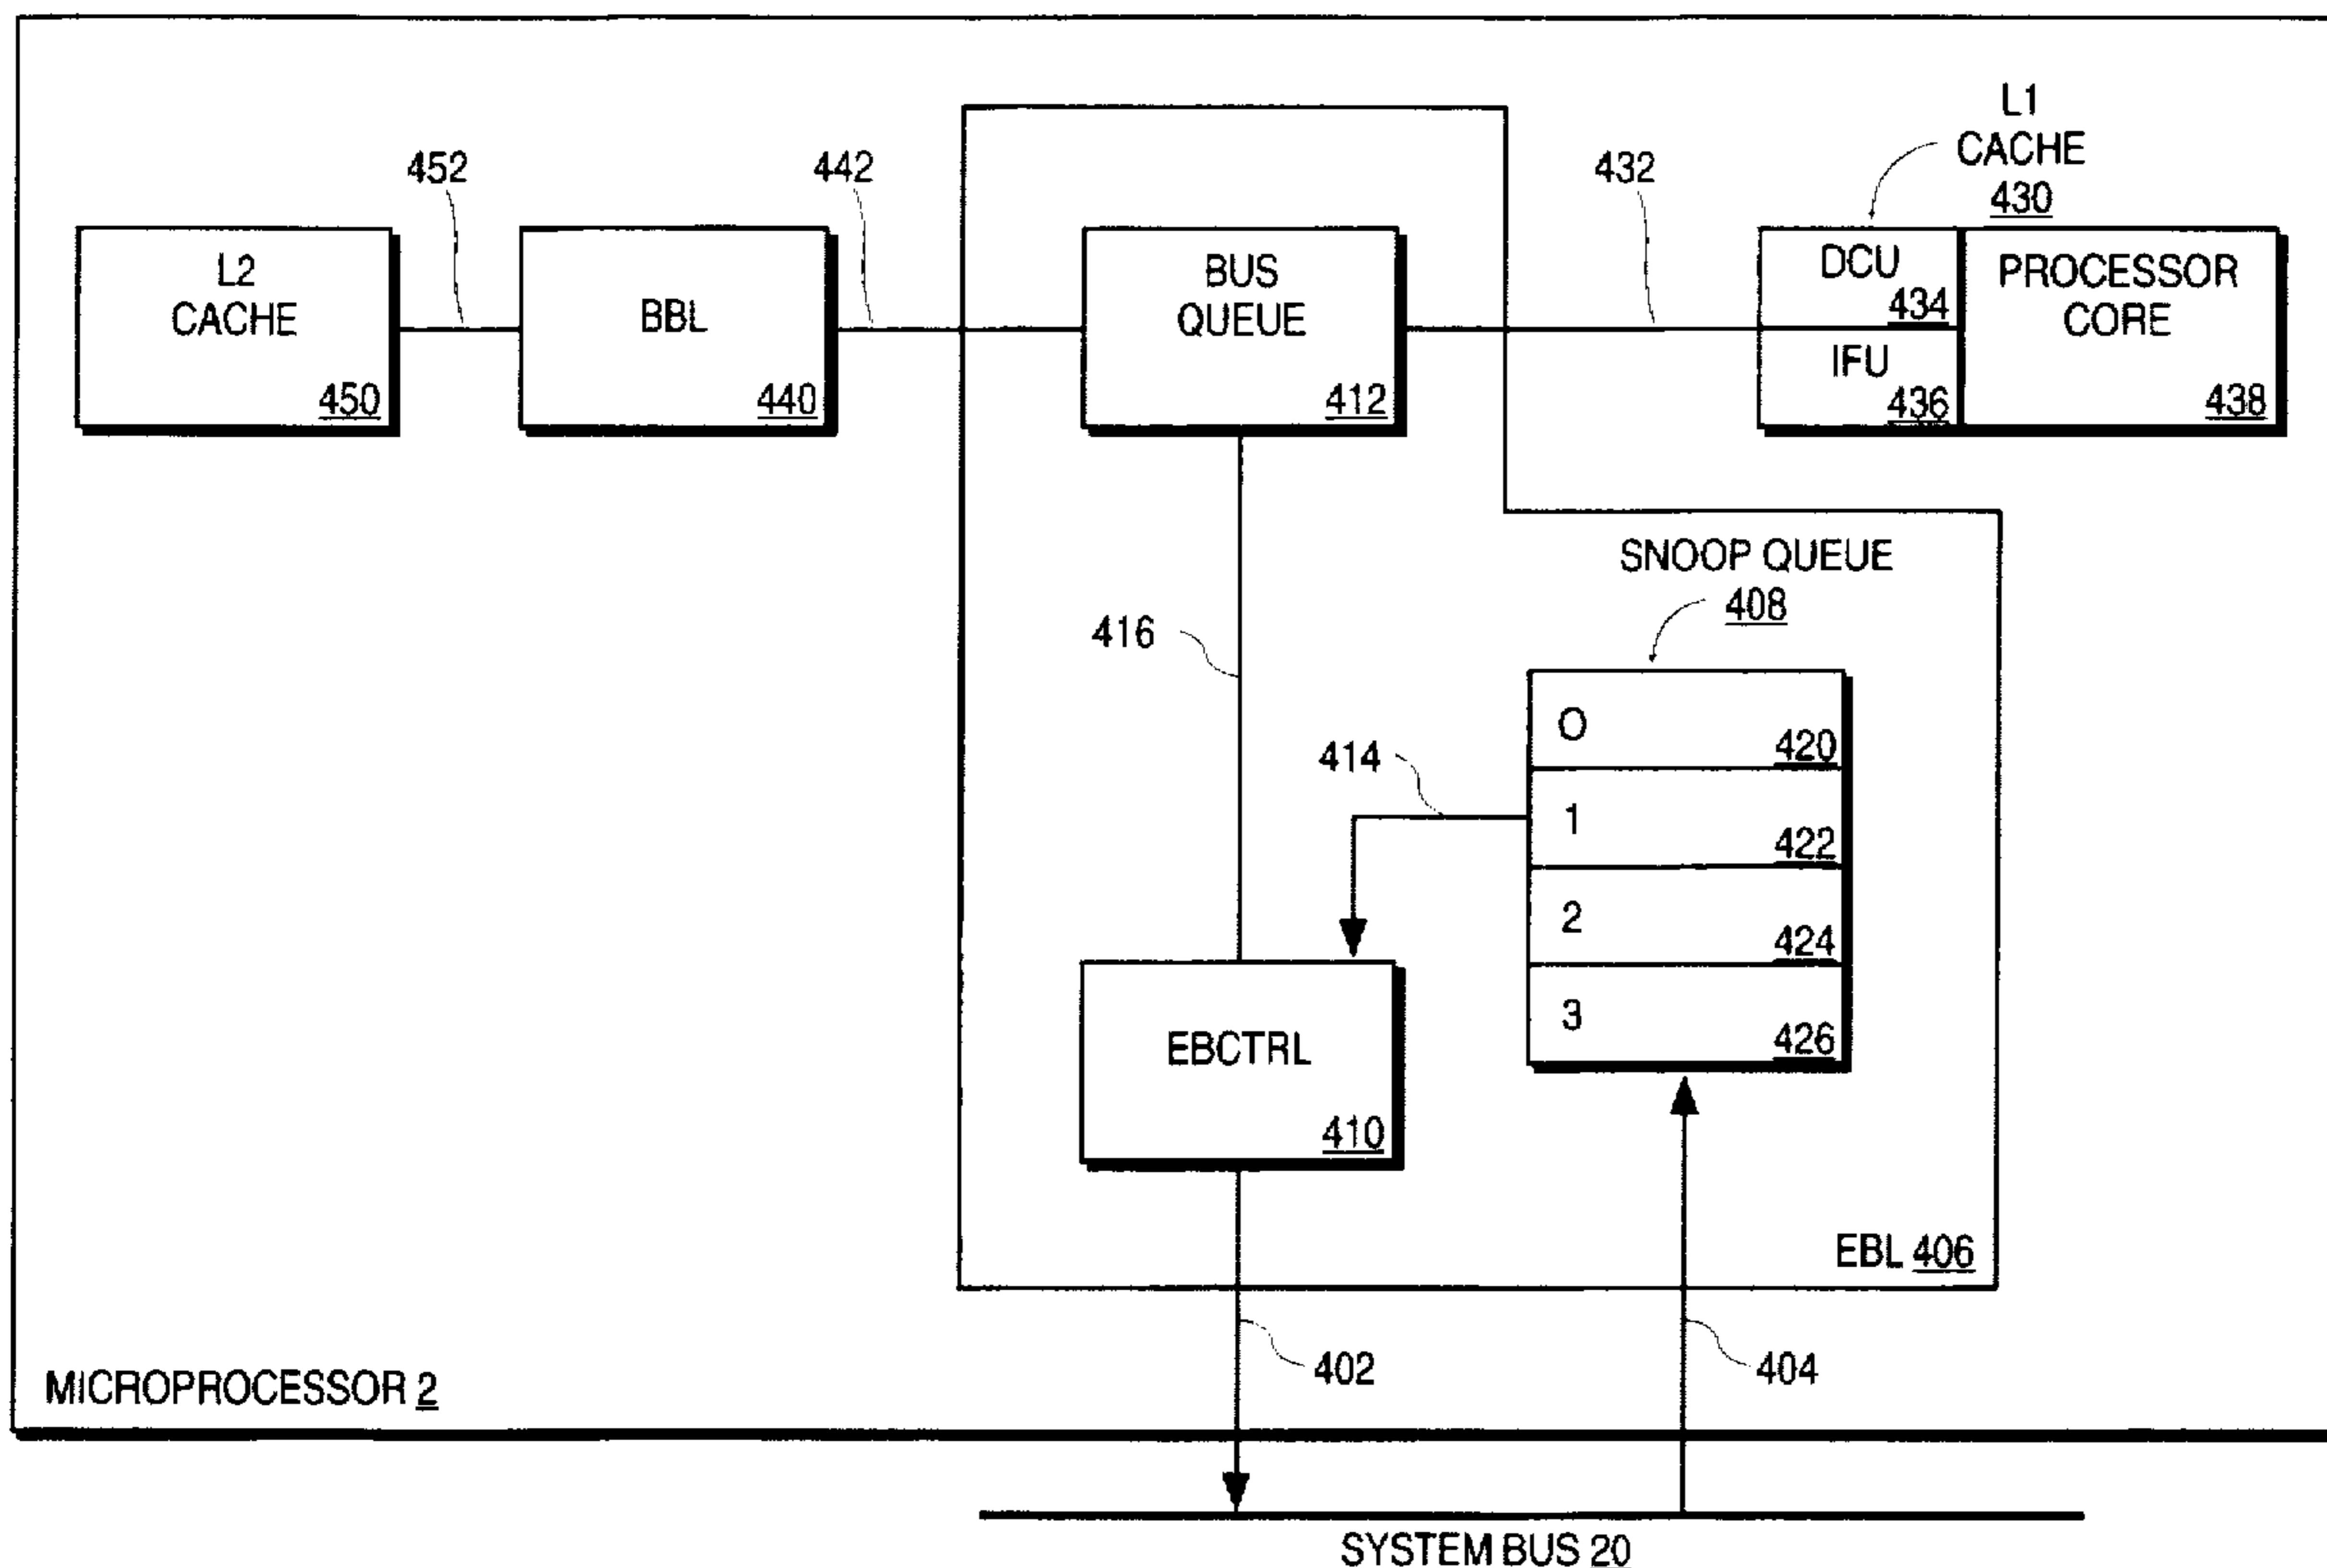 L1
CACHE
430
452
442
432
L2
CACHE
450
BBL
440
BUS
QUEUE
412
DCU
434
IFU
436
PROCESSOR
CORE
438
SNOOP QUEUE
408
416
414
0
420
1
422
2
424
3
426
EBCTRL
410
EBL 406
402
404
MICROPROCESSOR 2
SYSTEM BUS 20